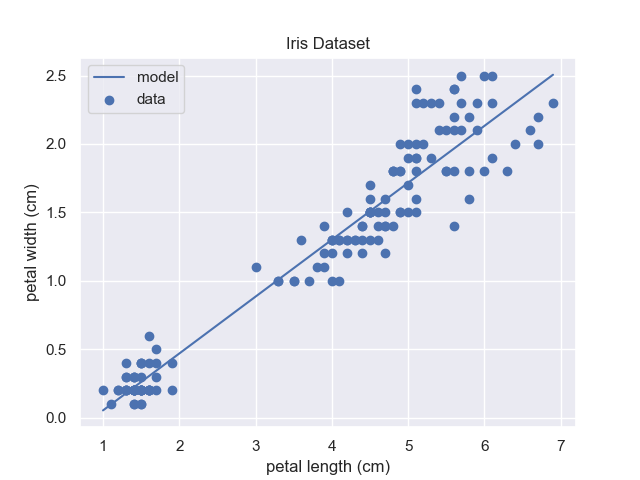 Iris Dataset
model
data
2.5
2.0
1.5
1.0
0.5
0.0
petal width (cm)
1 2 3 4 5 6 7
petal length (cm)